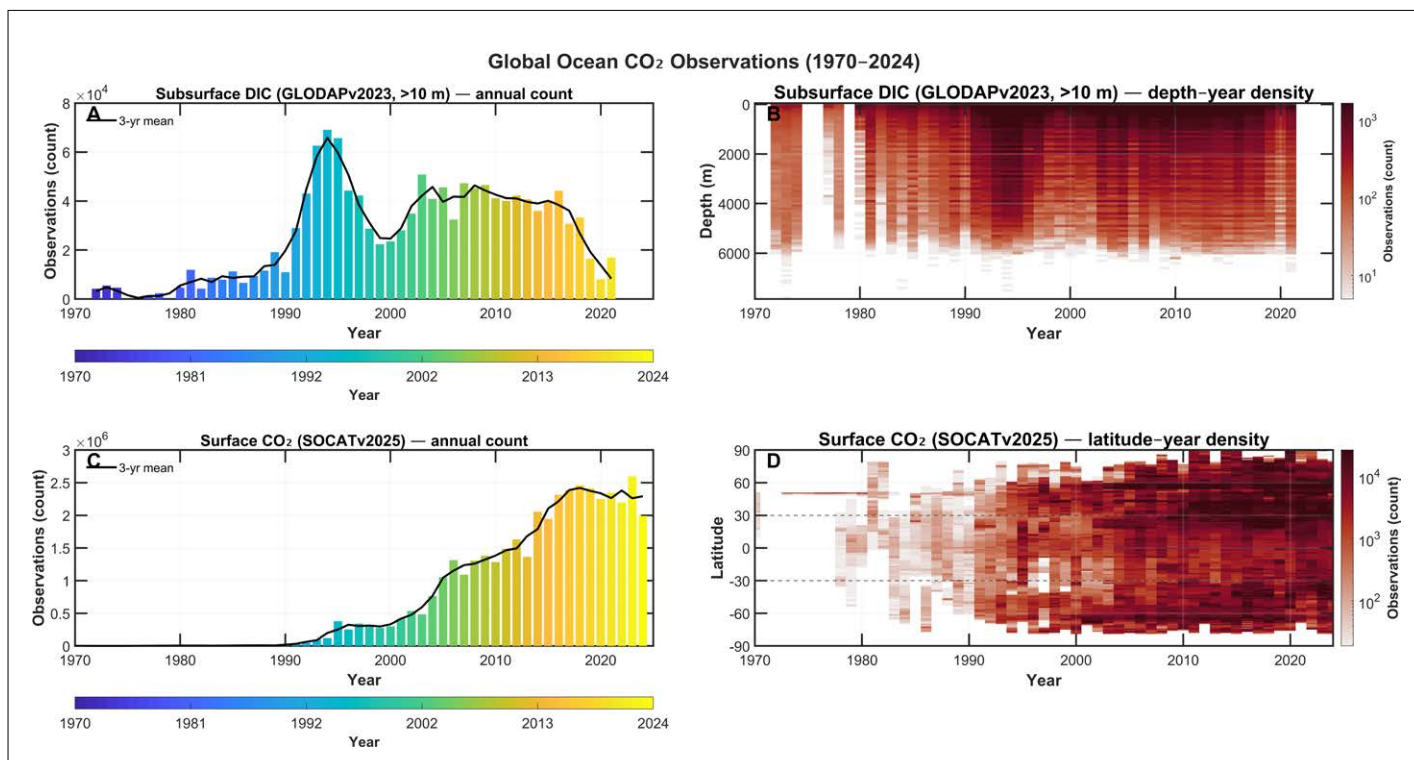 Global Ocean CO₂ Observations (1970–2024)
Subsurface DIC (GLODAPv2023, >10 m) — annual count
×10⁴
A
3-yr mean
Observations (count)
8
6
4
2
0
1970 1980 1990 2000 2010 2020
Year
1970 1981 1992 2002 2013 2024
Year
Subsurface DIC (GLODAPv2023, >10 m) — depth–year density
B
Depth (m)
0
2000
4000
6000
1970 1980 1990 2000 2010 2020
Year
10³
10²
10¹
Observations (count)
Surface CO₂ (SOCATv2025) — annual count
×10⁶
C
3-yr mean
Observations (count)
3
2.5
2
1.5
1
0.5
0
1970 1980 1990 2000 2010 2020
Year
1970 1981 1992 2002 2013 2024
Year
Surface CO₂ (SOCATv2025) — latitude–year density
D
Latitude
90
60
30
0
-30
-60
-90
1970 1980 1990 2000 2010 2020
Year
10⁴
10³
10²
Observations (count)